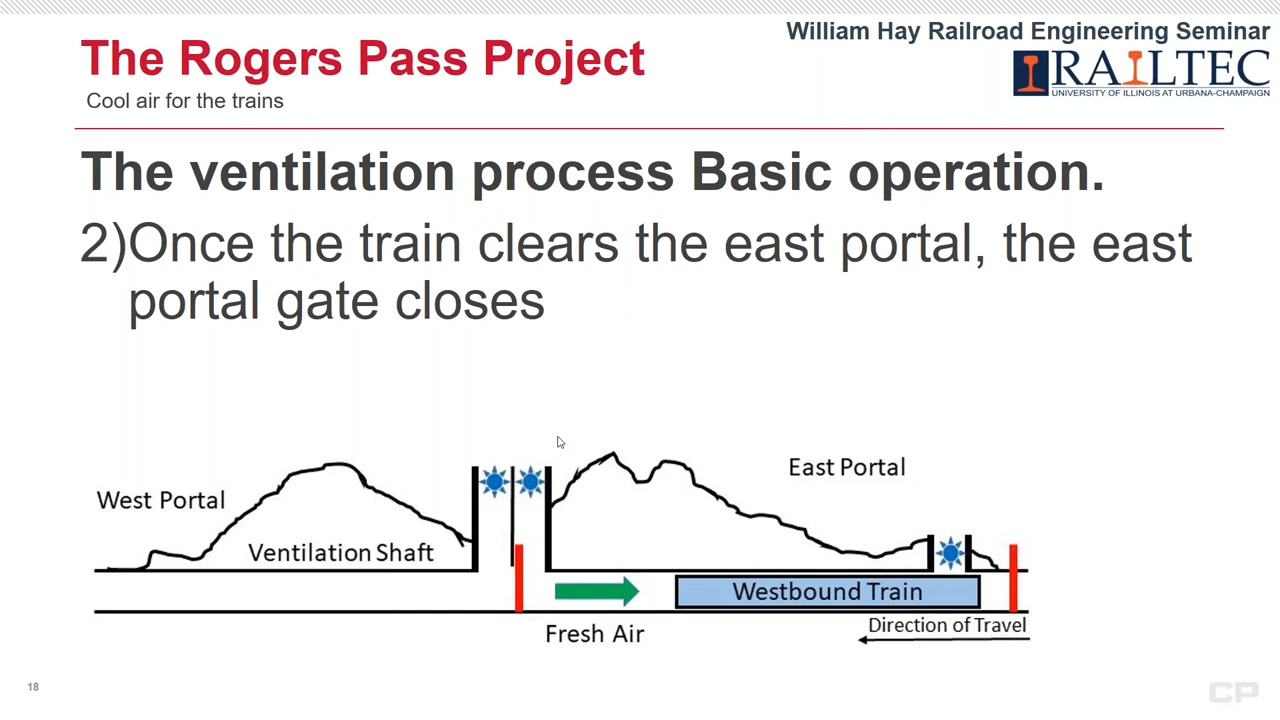 William Hay Railroad Engineering Seminar
The Rogers Pass Project
RAILTEC
UNIVERSITY OF ILLINOIS AT URBANA-CHAMPAIGN
Cool air for the trains
The ventilation process Basic operation.
2)Once the train clears the east portal, the east
portal gate closes
East Portal
West Portal
Ventilation Shaft
Westbound Train
Direction of Travel
Fresh Air
18
CP